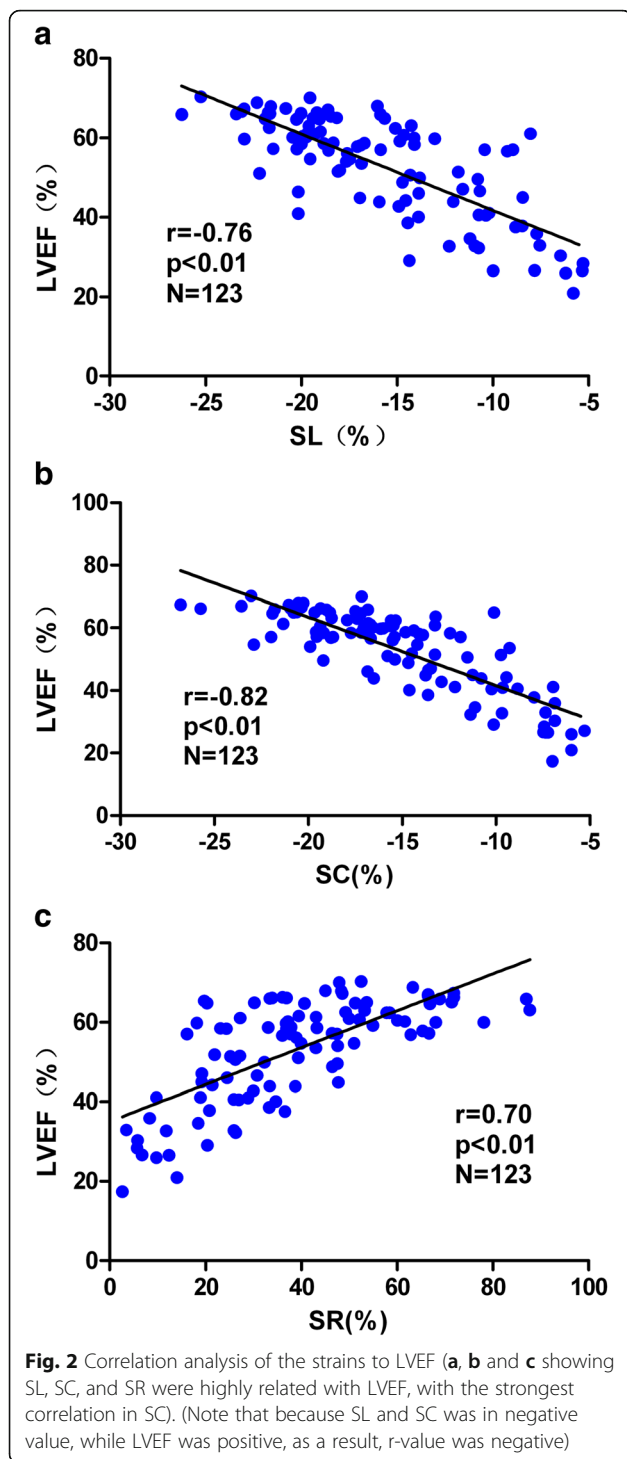 a
80
60
40
20
0
LVEF（%）
r=-0.76
p<0.01
N=123
-30 -25 -20 -15 -10 -5
SL（%）
b
100
80
60
40
20
0
LVEF（%）
r=-0.82
p<0.01
N=123
-30 -25 -20 -15 -10 -5
SC(%)
c
80
60
40
20
0
LVEF（%）
r=0.70
p<0.01
N=123
0 20 40 60 80 100
SR(%)
Fig. 2 Correlation analysis of the strains to LVEF (a, b and c showing
SL, SC, and SR were highly related with LVEF, with the strongest
correlation in SC). (Note that because SL and SC was in negative
value, while LVEF was positive, as a result, r-value was negative)